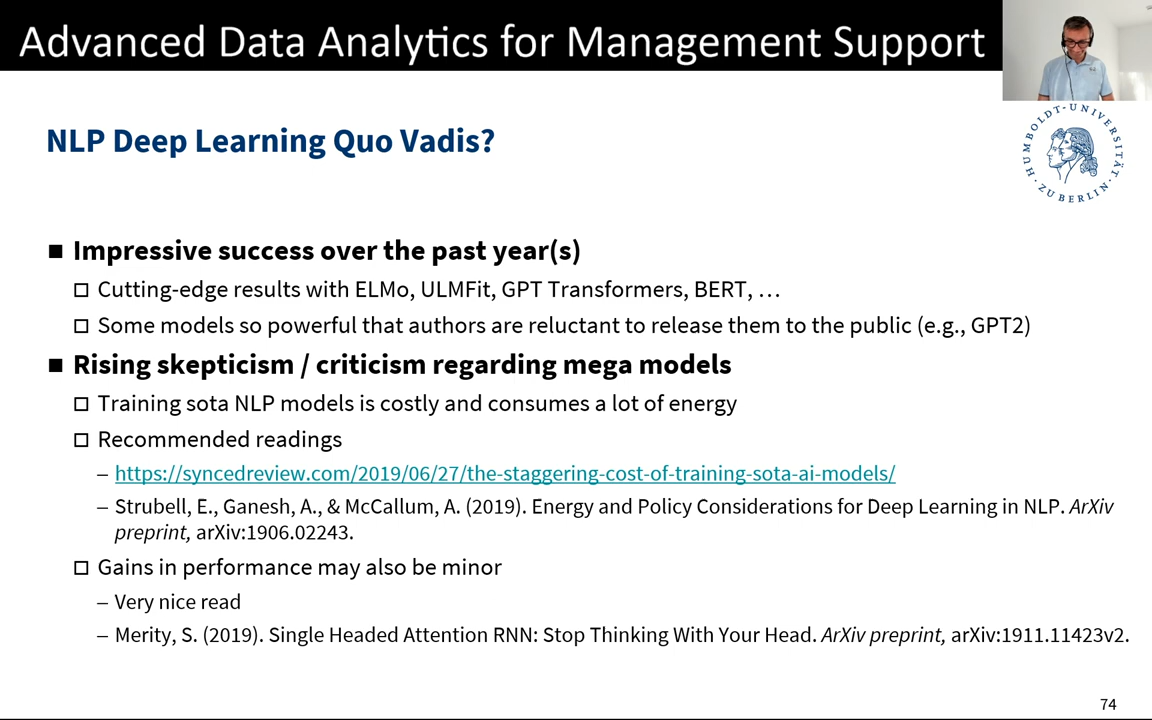 Advanced Data Analytics for Management Support
HUMBOLDT-UNIVERSITÄT
ZU BERLIN
NLP Deep Learning Quo Vadis?
■ Impressive success over the past year(s)
□ Cutting-edge results with ELMo, ULMFit, GPT Transformers, BERT, …
□ Some models so powerful that authors are reluctant to release them to the public (e.g., GPT2)
■ Rising skepticism / criticism regarding mega models
□ Training sota NLP models is costly and consumes a lot of energy
□ Recommended readings
– https://syncedreview.com/2019/06/27/the-staggering-cost-of-training-sota-ai-models/
– Strubell, E., Ganesh, A., & McCallum, A. (2019). Energy and Policy Considerations for Deep Learning in NLP. ArXiv
preprint, arXiv:1906.02243.
□ Gains in performance may also be minor
– Very nice read
– Merity, S. (2019). Single Headed Attention RNN: Stop Thinking With Your Head. ArXiv preprint, arXiv:1911.11423v2.
74